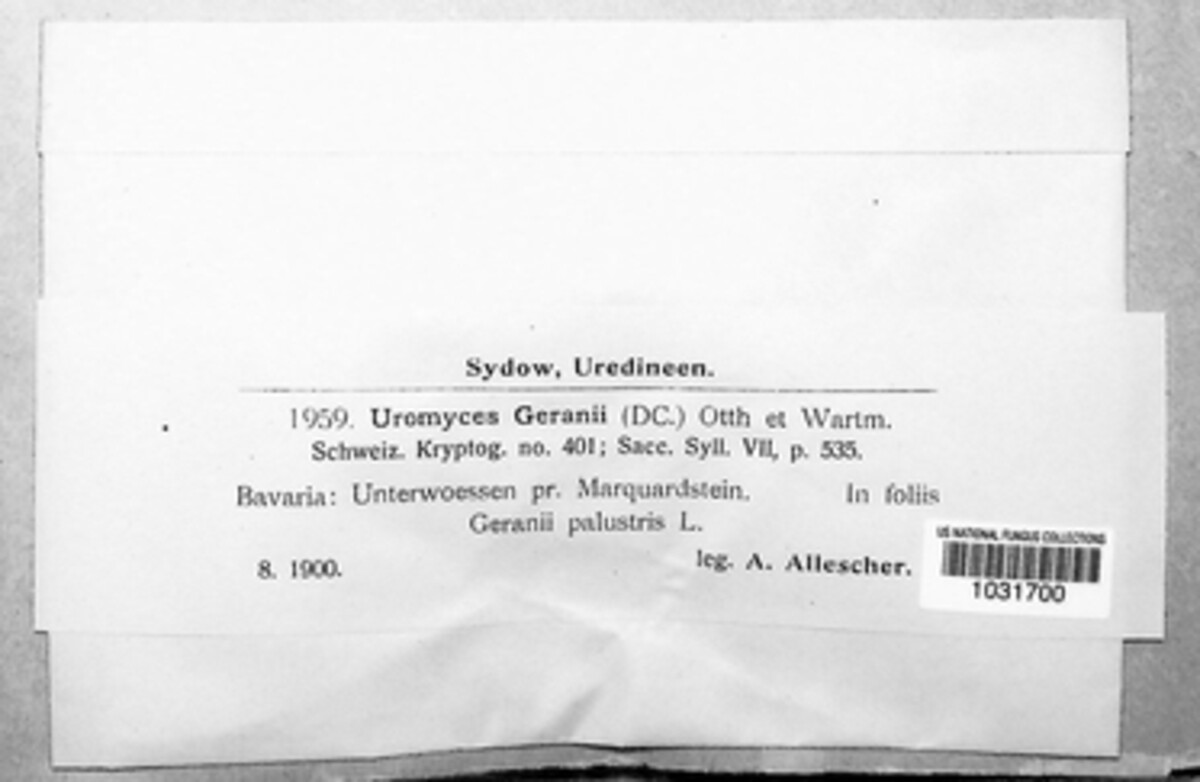 Sydow, Uredineen.
1959. Uromyces Geranii (DC.) Otth et Wartm.
Schweiz. Kryptog. no. 401; Sacc. Syll. VII, p. 535.
Bavaria: Unterwoessen pr. Marquardstein. In foliis
Geranii palustris L.
8. 1900. leg. A. Allescher.
US NATIONAL FUNGUS COLLECTIONS
1031700